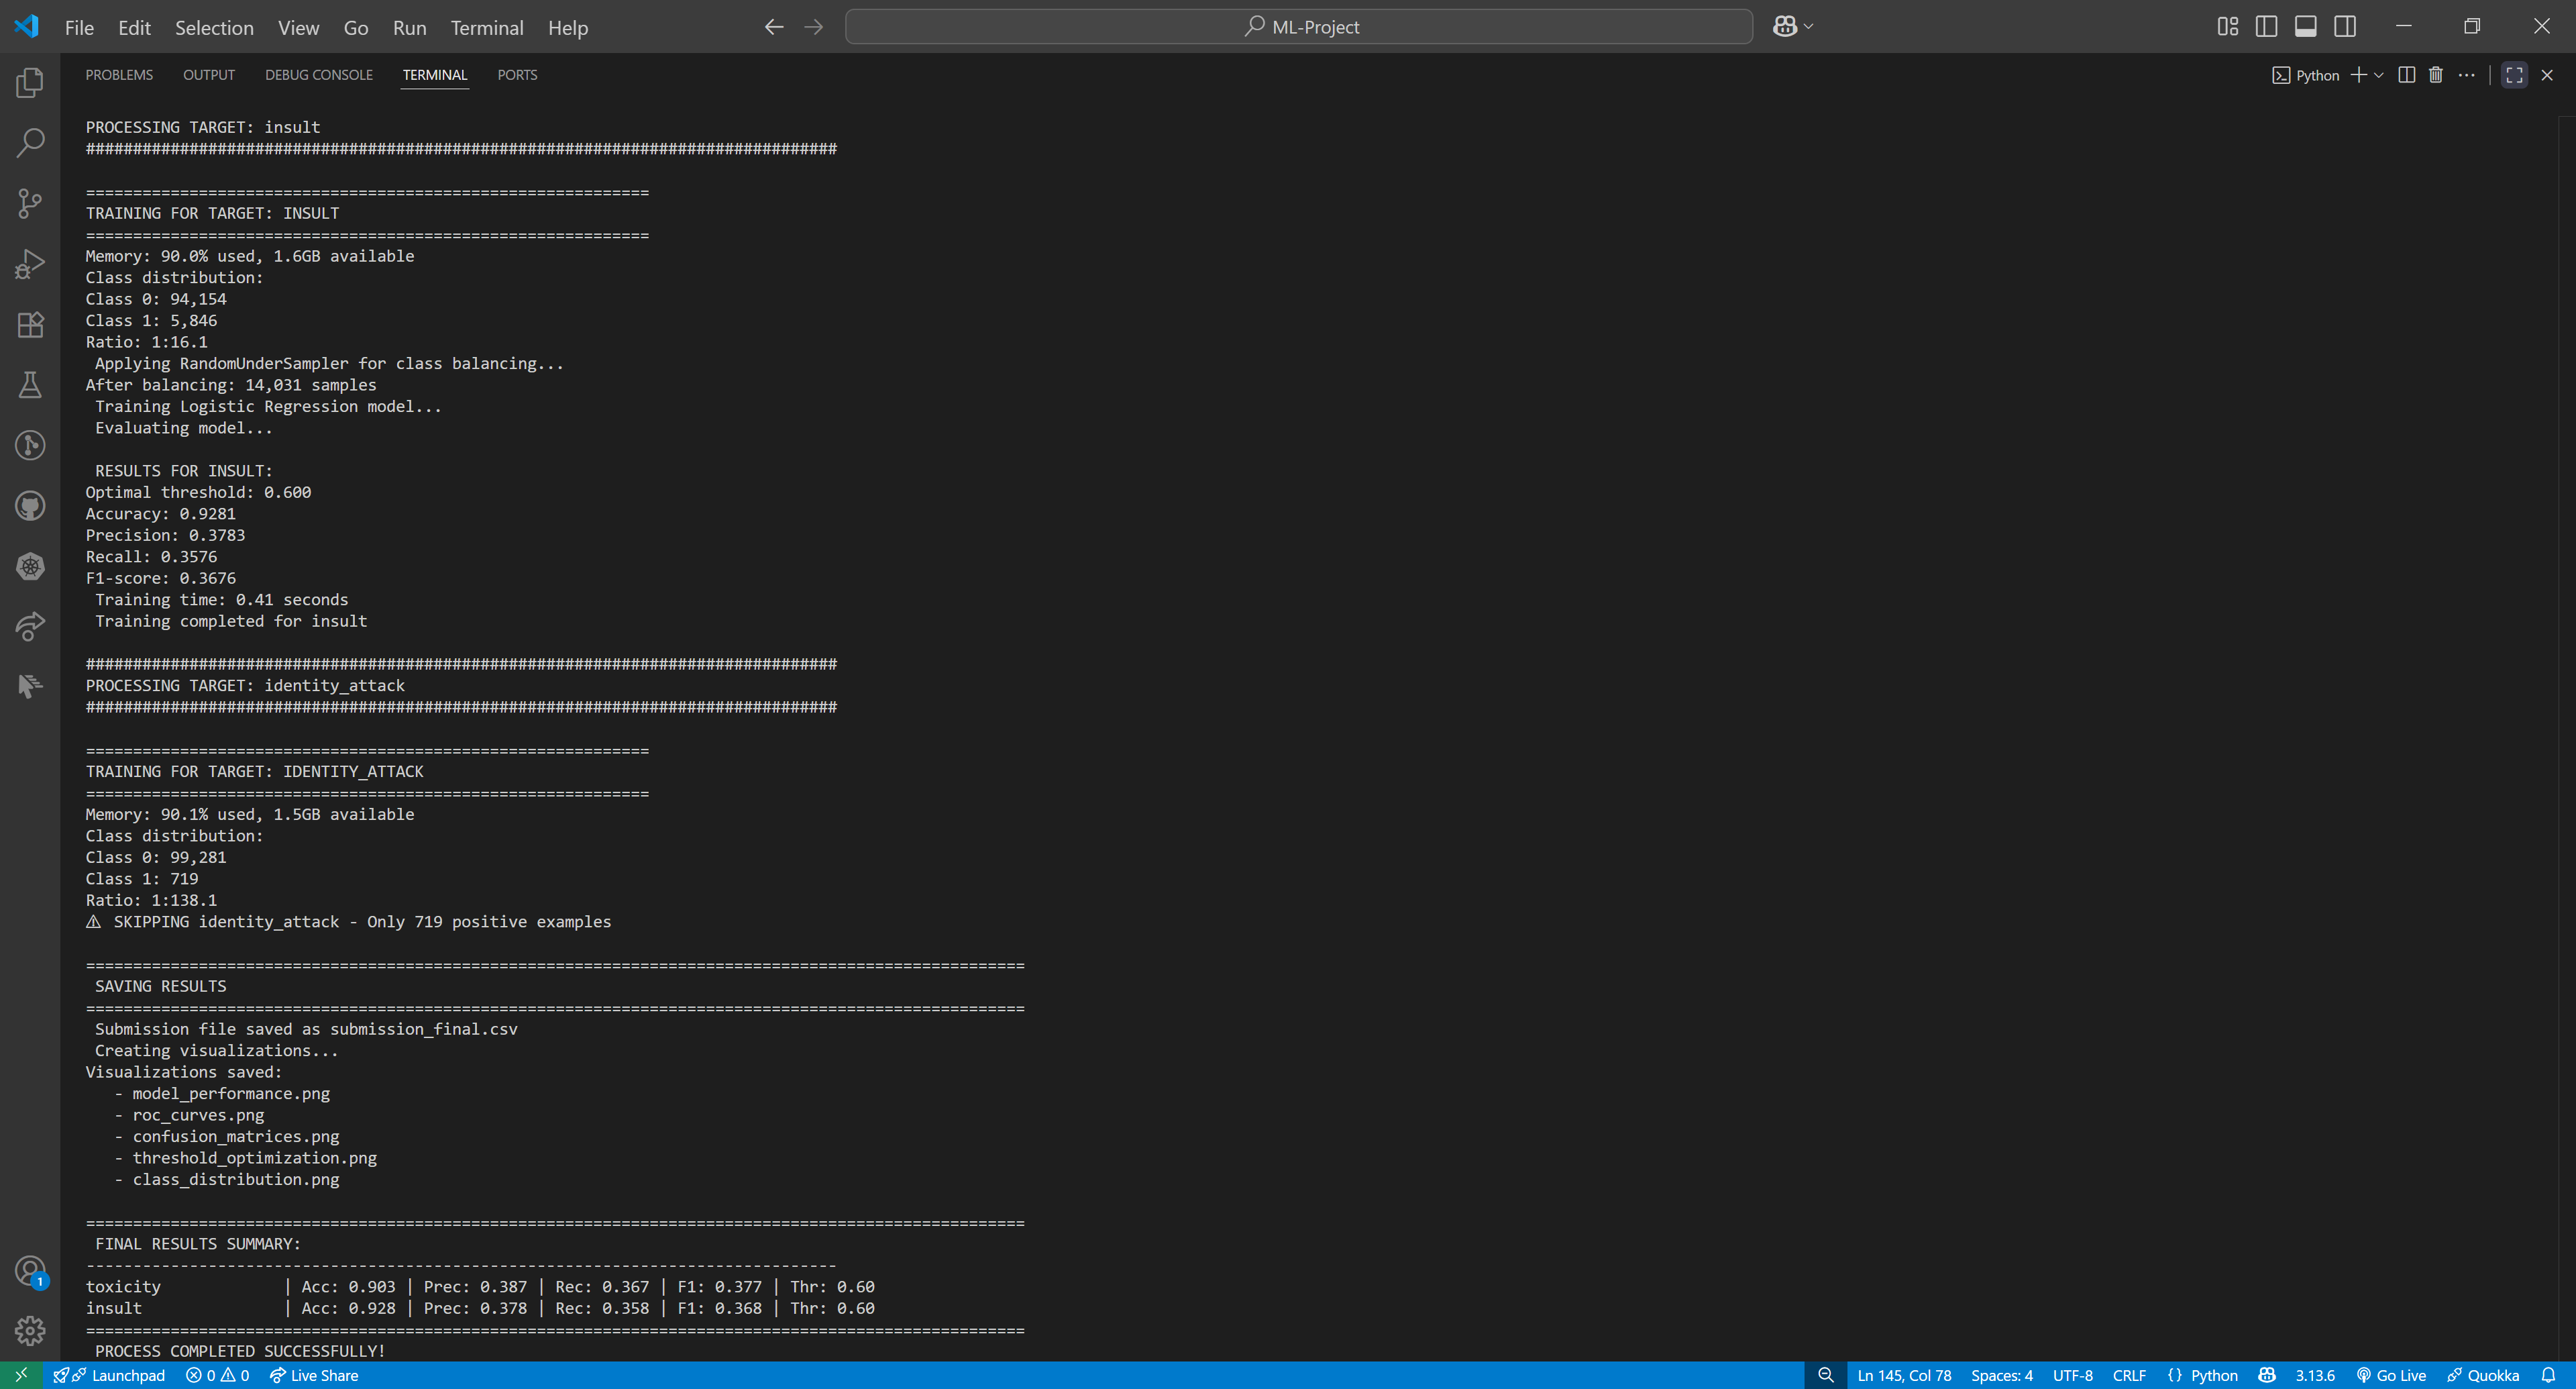 File Edit Selection View Go Run Terminal Help
ML-Project
PROBLEMS OUTPUT DEBUG CONSOLE TERMINAL PORTS
Python
PROCESSING TARGET: insult
################################################################################
============================================================
TRAINING FOR TARGET: INSULT
============================================================
Memory: 90.0% used, 1.6GB available
Class distribution:
Class 0: 94,154
Class 1: 5,846
Ratio: 1:16.1
Applying RandomUnderSampler for class balancing...
After balancing: 14,031 samples
Training Logistic Regression model...
Evaluating model...
RESULTS FOR INSULT:
Optimal threshold: 0.600
Accuracy: 0.9281
Precision: 0.3783
Recall: 0.3576
F1-score: 0.3676
Training time: 0.41 seconds
Training completed for insult
################################################################################
PROCESSING TARGET: identity_attack
################################################################################
============================================================
TRAINING FOR TARGET: IDENTITY_ATTACK
============================================================
Memory: 90.1% used, 1.5GB available
Class distribution:
Class 0: 99,281
Class 1: 719
Ratio: 1:138.1
⚠ SKIPPING identity_attack - Only 719 positive examples
====================================================================================================
SAVING RESULTS
====================================================================================================
Submission file saved as submission_final.csv
Creating visualizations...
Visualizations saved:
- model_performance.png
- roc_curves.png
- confusion_matrices.png
- threshold_optimization.png
- class_distribution.png
====================================================================================================
FINAL RESULTS SUMMARY:
--------------------------------------------------------------------------------
toxicity | Acc: 0.903 | Prec: 0.387 | Rec: 0.367 | F1: 0.377 | Thr: 0.60
insult | Acc: 0.928 | Prec: 0.378 | Rec: 0.358 | F1: 0.368 | Thr: 0.60
====================================================================================================
PROCESS COMPLETED SUCCESSFULLY!
1
Launchpad 0 0 Live Share Ln 145, Col 78 Spaces: 4 UTF-8 CRLF {} Python 3.13.6 Go Live Quokka